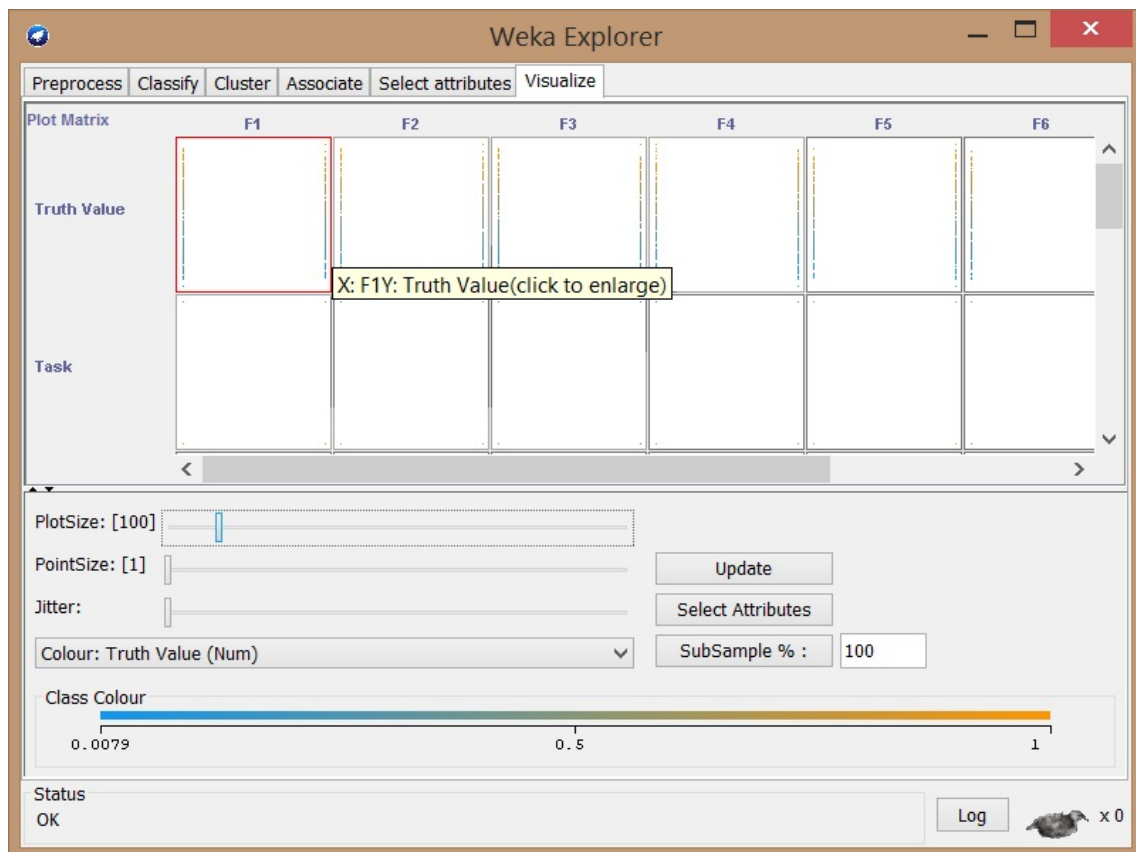 Weka Explorer
Preprocess Classify Cluster Associate Select attributes Visualize
Plot Matrix F1 F2 F3 F4 F5 F6
Truth Value
X: F1Y: Truth Value(click to enlarge)
Task
PlotSize: [100]
PointSize: [1]
Update
Jitter:
Select Attributes
Colour: Truth Value (Num)
SubSample % : 100
Class Colour
0.0079 0.5 1
Status
OK
Log x 0